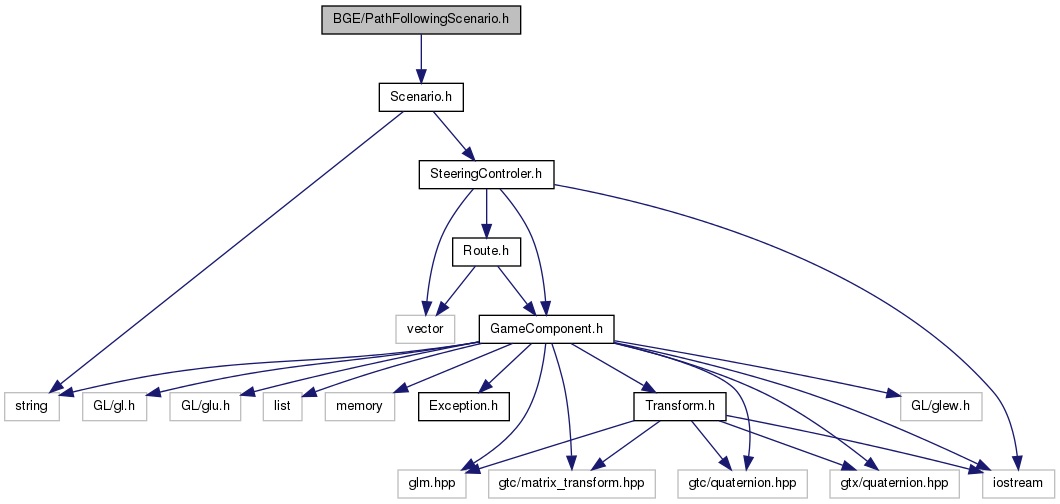 BGE/PathFollowingScenario.h
Scenario.h
SteeringControler.h
Route.h
vector
GameComponent.h
string
GL/gl.h
GL/glu.h
list
memory
Exception.h
Transform.h
GL/glew.h
glm.hpp
gtc/matrix_transform.hpp
gtc/quaternion.hpp
gtx/quaternion.hpp
iostream